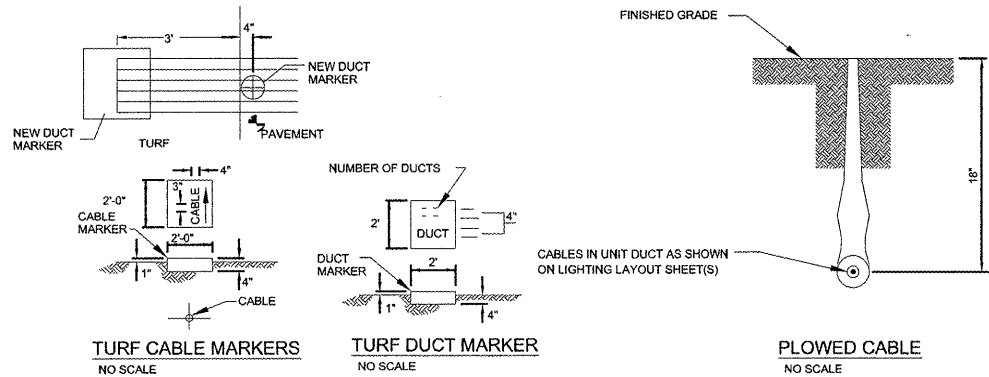 3'
4"
NEW DUCT
MARKER
NEW DUCT
MARKER
TURF
PAVEMENT
4"
3"
CABLE
2'-0"
CABLE
MARKER
2'-0"
1"
4"
CABLE
TURF CABLE MARKERS
NO SCALE
NUMBER OF DUCTS
2'
DUCT
4"
DUCT
MARKER
2'
1"
4"
TURF DUCT MARKER
NO SCALE
FINISHED GRADE
18"
CABLES IN UNIT DUCT AS SHOWN
ON LIGHTING LAYOUT SHEET(S)
PLOWED CABLE
NO SCALE